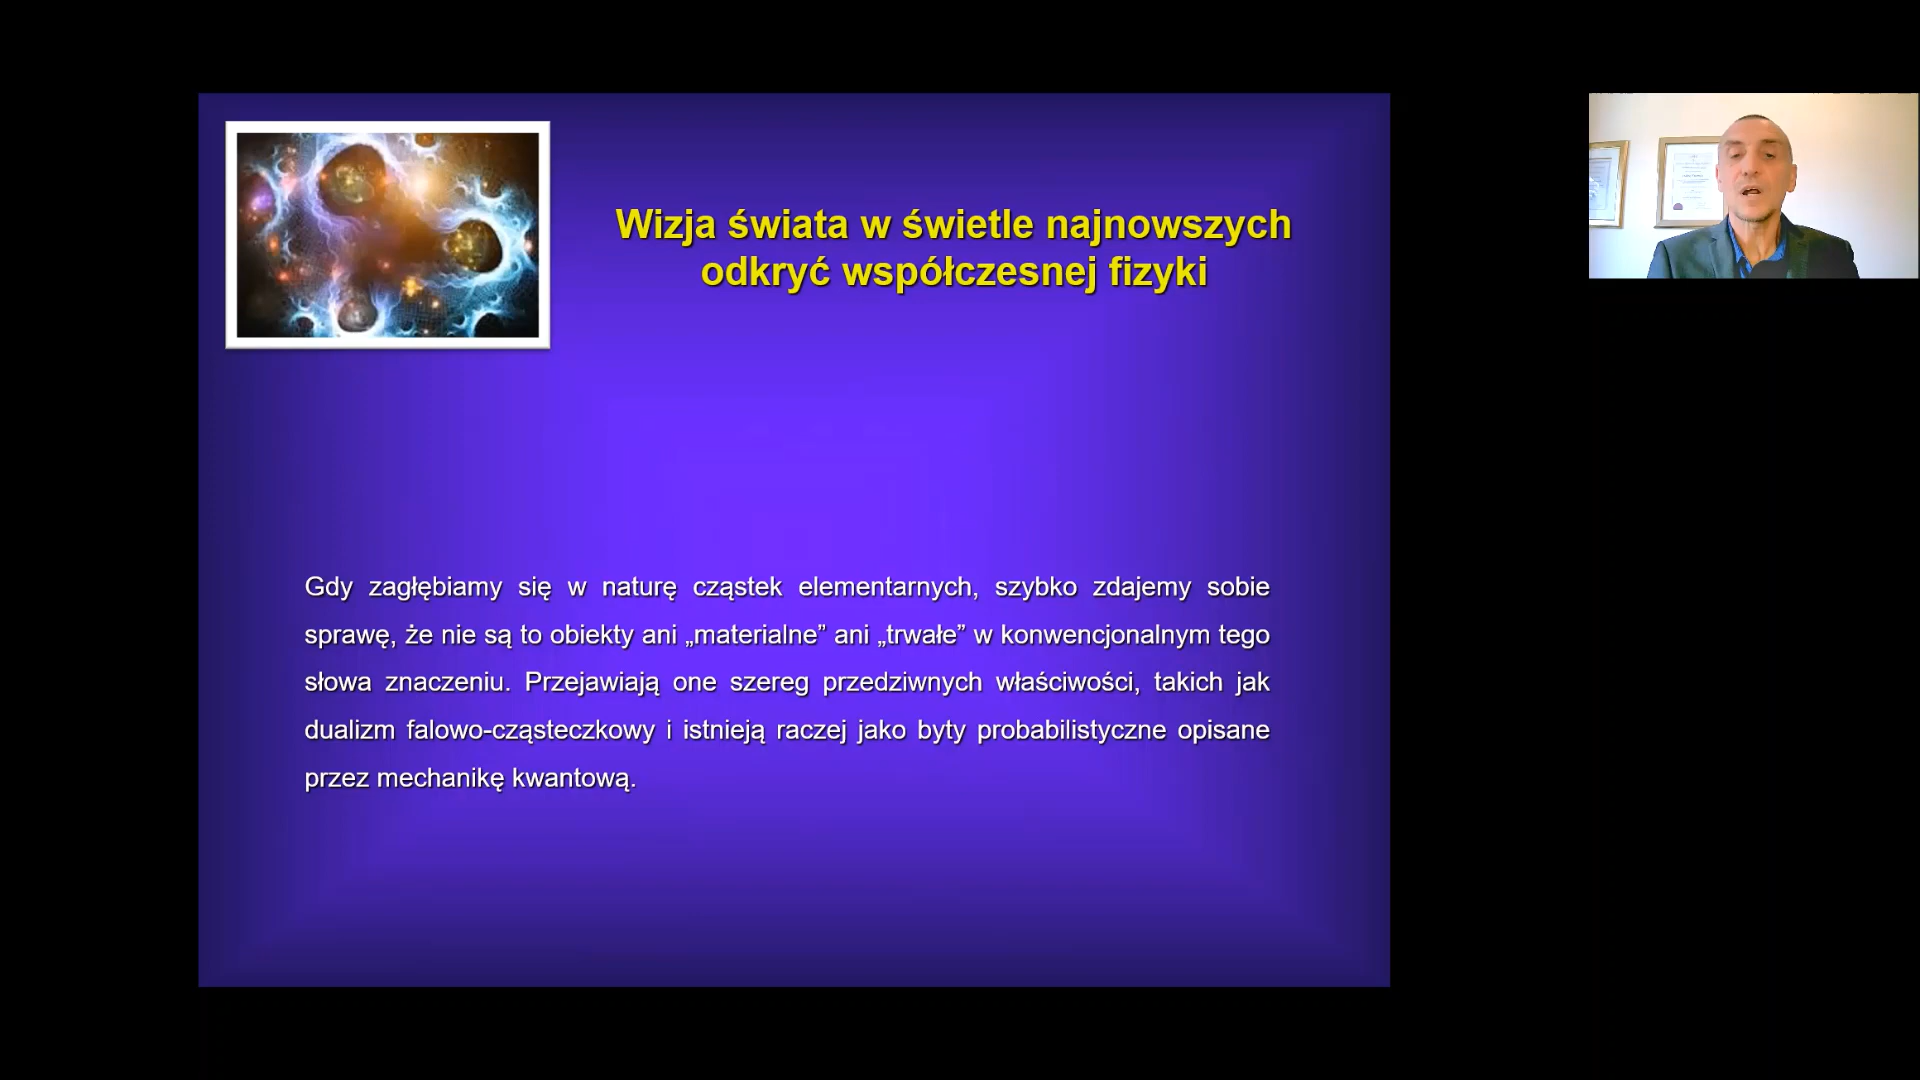 Wizja świata w świetle najnowszych
odkryć współczesnej fizyki
Gdy zagłębiamy się w naturę cząstek elementarnych, szybko zdajemy sobie
sprawę, że nie są to obiekty ani „materialne” ani „trwałe” w konwencjonalnym tego
słowa znaczeniu. Przejawiają one szereg przedziwnych właściwości, takich jak
dualizm falowo-cząsteczkowy i istnieją raczej jako byty probabilistyczne opisane
przez mechanikę kwantową.